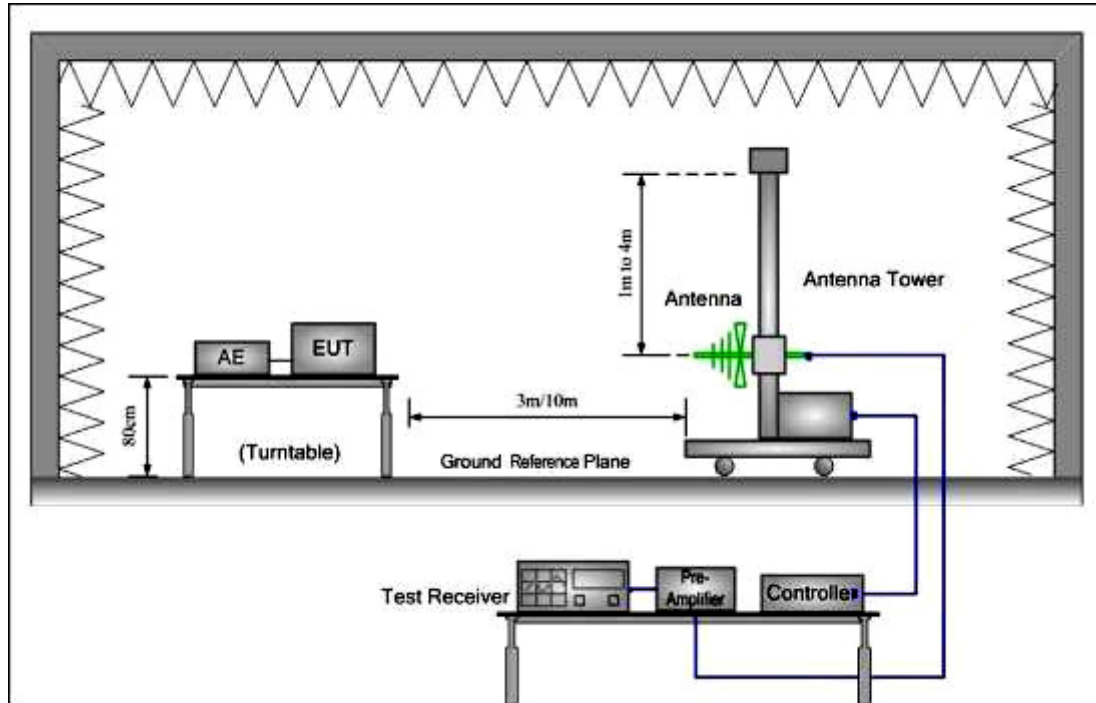 1m to 4m
Antenna
Antenna Tower
AE
EUT
80cm
(Turntable)
3m/10m
Ground Reference Plane
Test Receiver
Pre-
Amplifier
Controller